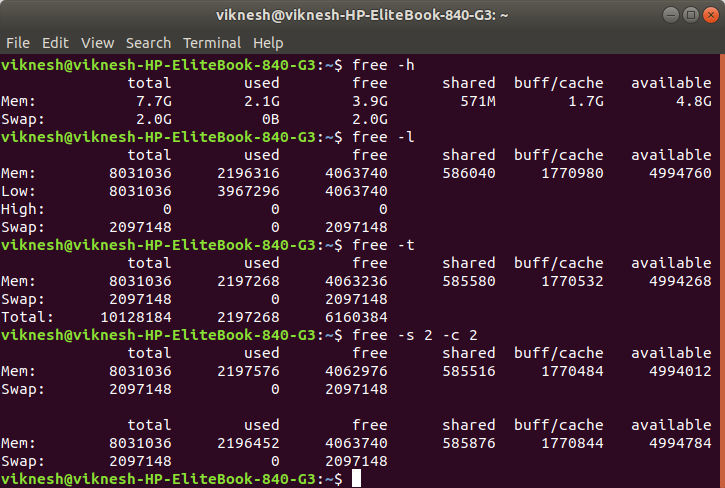 viknesh@viknesh-HP-EliteBook-840-G3: ~
File Edit View Search Terminal Help
viknesh@viknesh-HP-EliteBook-840-G3:~$ free -h
total used free shared buff/cache available
Mem: 7.7G 2.1G 3.9G 571M 1.7G 4.8G
Swap: 2.0G 0B 2.0G
viknesh@viknesh-HP-EliteBook-840-G3:~$ free -l
total used free shared buff/cache available
Mem: 8031036 2196316 4063740 586040 1770980 4994760
Low: 8031036 3967296 4063740
High: 0 0 0
Swap: 2097148 0 2097148
viknesh@viknesh-HP-EliteBook-840-G3:~$ free -t
total used free shared buff/cache available
Mem: 8031036 2197268 4063236 585580 1770532 4994268
Swap: 2097148 0 2097148
Total: 10128184 2197268 6160384
viknesh@viknesh-HP-EliteBook-840-G3:~$ free -s 2 -c 2
total used free shared buff/cache available
Mem: 8031036 2197576 4062976 585516 1770484 4994012
Swap: 2097148 0 2097148
total used free shared buff/cache available
Mem: 8031036 2196452 4063740 585876 1770844 4994784
Swap: 2097148 0 2097148
viknesh@viknesh-HP-EliteBook-840-G3:~$